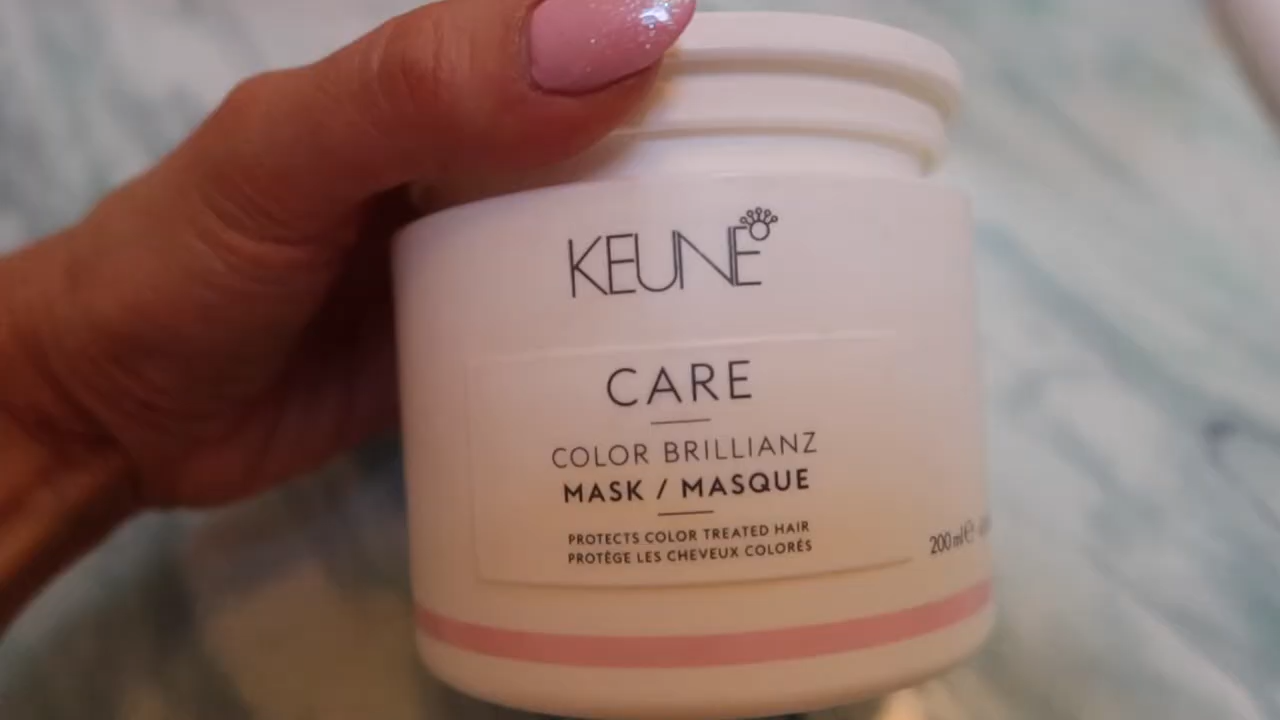 KEUNE
CARE
COLOR BRILLIANZ
MASK / MASQUE
PROTECTS COLOR TREATED HAIR
PROTÈGE LES CHEVEUX COLORÉS
200 ml ℮